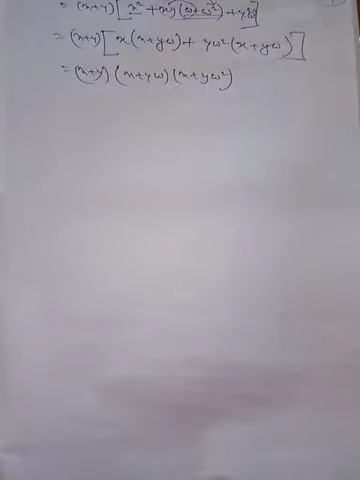 = (x+y) [x² + xy(ω+ω²) + y²ω³]
= (x+y) [x(x+yω) + yω²(x+yω)]
= (x+y) (x+yω) (x+yω²)